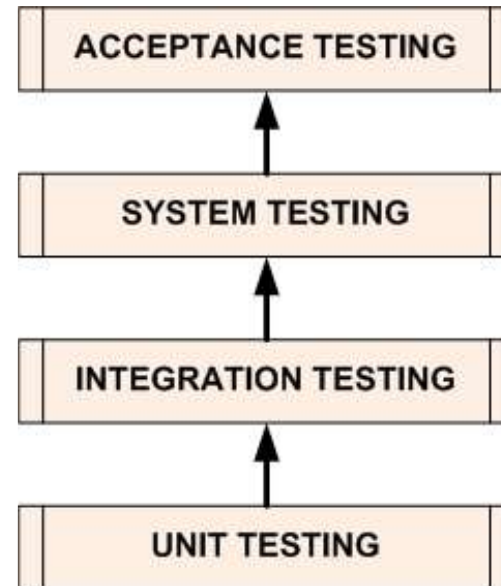 ACCEPTANCE TESTING
SYSTEM TESTING
INTEGRATION TESTING
UNIT TESTING